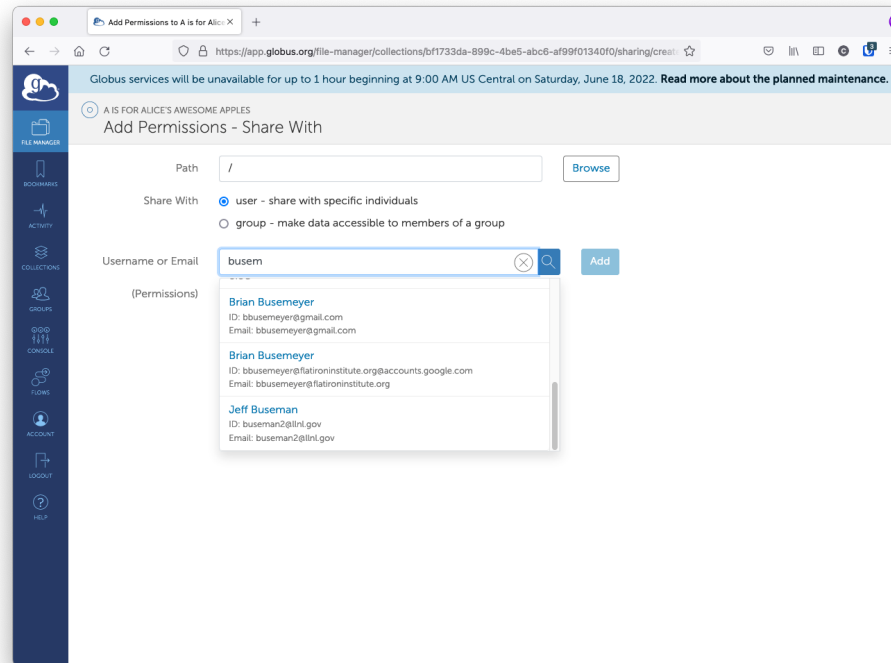 Add Permissions to A is for Alice
https://app.globus.org/file-manager/collections/bf1733da-899c-4be5-abc6-af99f01340f0/sharing/create
3
Globus services will be unavailable for up to 1 hour beginning at 9:00 AM US Central on Saturday, June 18, 2022. Read more about the planned maintenance.
A IS FOR ALICE'S AWESOME APPLES
Add Permissions - Share With
FILE MANAGER
BOOKMARKS
ACTIVITY
COLLECTIONS
GROUPS
CONSOLE
FLOWS
ACCOUNT
LOGOUT
HELP
Path
/
Browse
Share With
user - share with specific individuals
group - make data accessible to members of a group
Username or Email
busem
Add
(Permissions)
Brian Busemeyer
ID: bbusemeyer@gmail.com
Email: bbusemeyer@gmail.com
Brian Busemeyer
ID: bbusemeyer@flatironinstitute.org@accounts.google.com
Email: bbusemeyer@flatironinstitute.org
Jeff Buseman
ID: buseman2@llnl.gov
Email: buseman2@llnl.gov